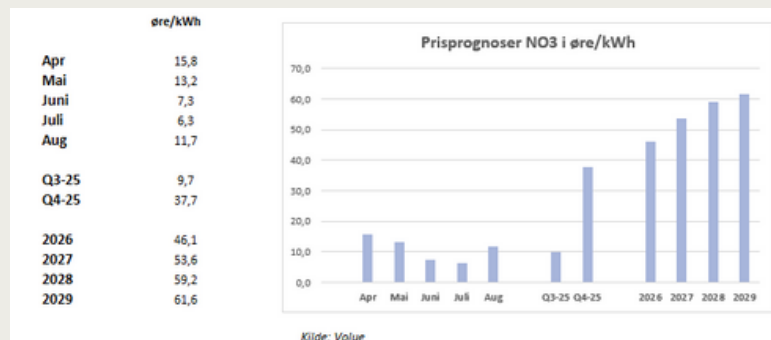 øre/kWh
Apr 15,8
Mai 13,2
Juni 7,3
Juli 6,3
Aug 11,7
Q3-25 9,7
Q4-25 37,7
2026 46,1
2027 53,6
2028 59,2
2029 61,6
Prisprognoser NO3 i øre/kWh
70,0
60,0
50,0
40,0
30,0
20,0
10,0
0,0
Apr Mai Juni Juli Aug Q3-25 Q4-25 2026 2027 2028 2029
Kilde: Volue